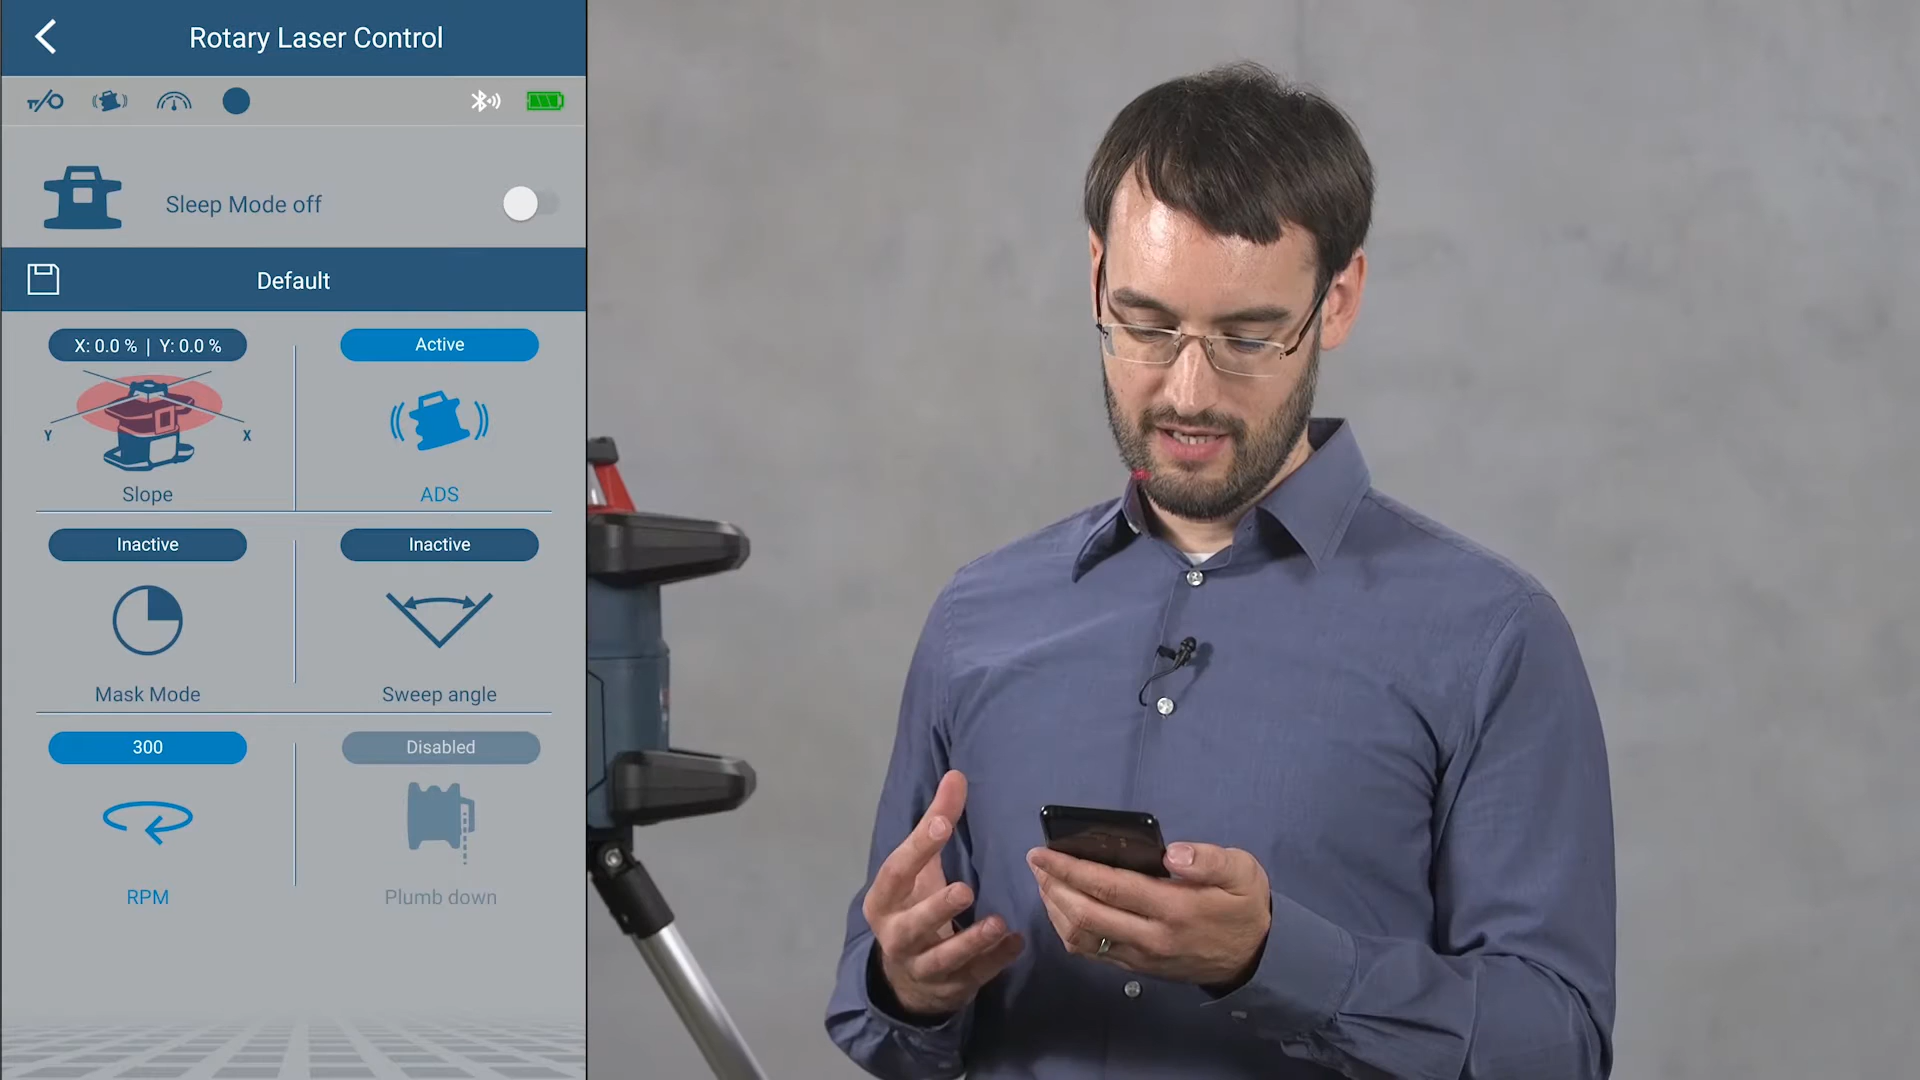 Rotary Laser Control
Sleep Mode off
Default
X: 0.0 % | Y: 0.0 %
Active
Y
X
Slope
ADS
Inactive
Inactive
Mask Mode
Sweep angle
300
Disabled
RPM
Plumb down